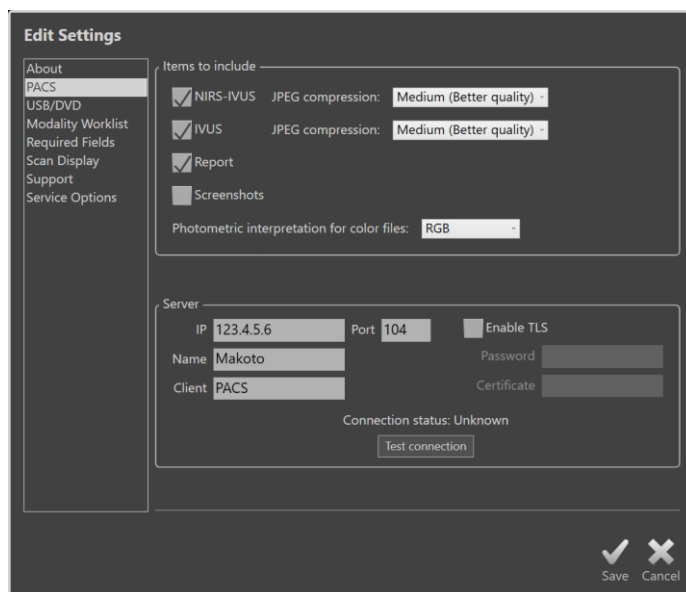 Edit Settings
About
PACS
USB/DVD
Modality Worklist
Required Fields
Scan Display
Support
Service Options
Items to include
NIRS-IVUS JPEG compression: Medium (Better quality)
IVUS JPEG compression: Medium (Better quality)
Report
Screenshots
Photometric interpretation for color files: RGB
Server
IP 123.4.5.6 Port 104 Enable TLS
Name Makoto Password
Client PACS Certificate
Connection status: Unknown
Test connection
Save Cancel